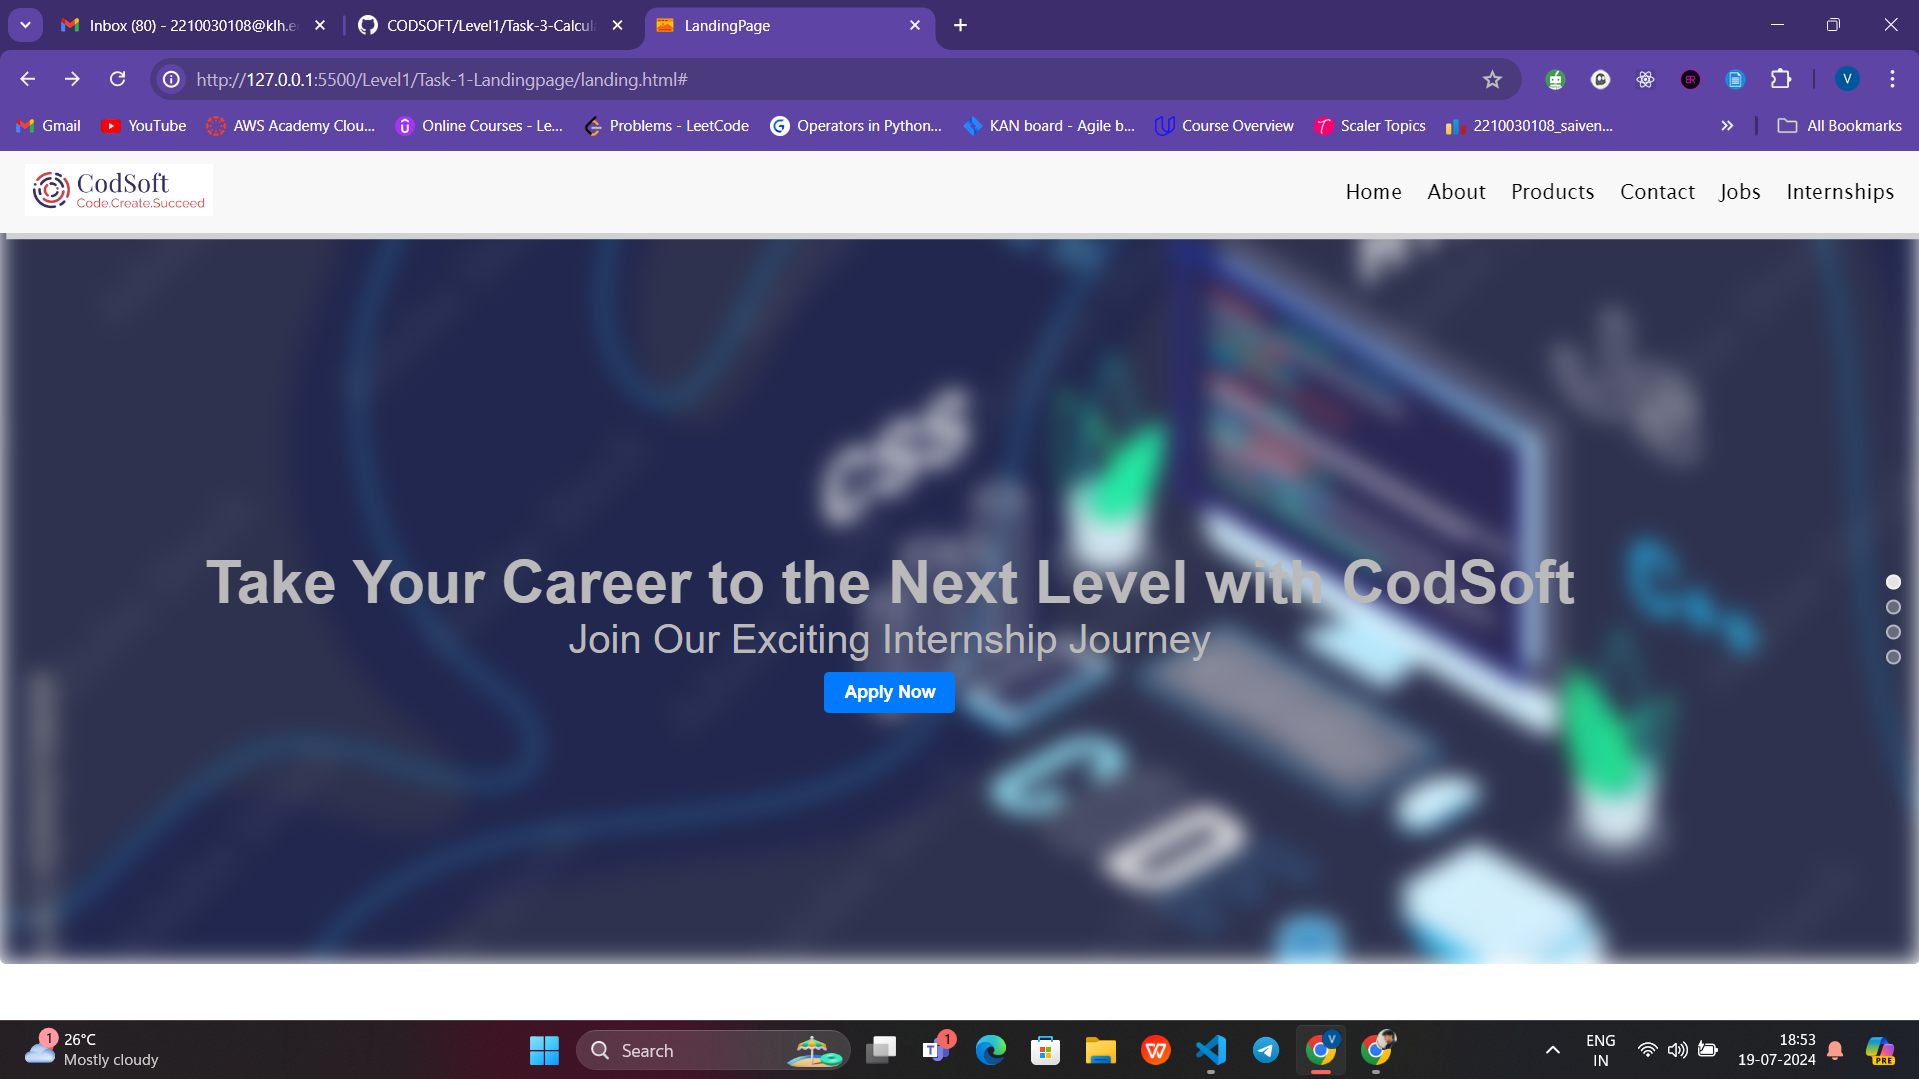 Inbox (80) - 2210030108@klh.e
CODSOFT/Level1/Task-3-Calcul
LandingPage
http://127.0.0.1:5500/Level1/Task-1-Landingpage/landing.html#
V
Gmail
YouTube
AWS Academy Clou...
Online Courses - Le...
Problems - LeetCode
Operators in Python...
KAN board - Agile b...
Course Overview
Scaler Topics
2210030108_saiven...
All Bookmarks
CodSoft
Code.Create.Succeed
Home About Products Contact Jobs Internships
CSS
Take Your Career to the Next Level with CodSoft
Join Our Exciting Internship Journey
Apply Now
1
26°C
Mostly cloudy
Search
1
V
ENG
IN
18:53
19-07-2024
PRE